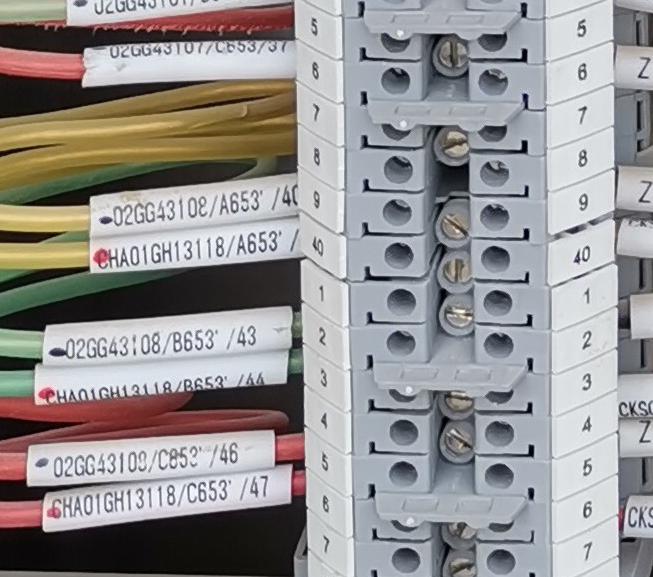 02GG43107/C653/37
02GG43108/A653' /40
CHA01GH13118/A653' /
02GG43108/B653' /43
CHA01GH13118/B653' /44
/46
CHA01GH13118/C653' /47
5
6
7
8
9
40
1
2
3
4
5
6
7
5
6
7
8
9
40
1
2
3
4
5
6
7
Z
Z
CKS
Z
CKS